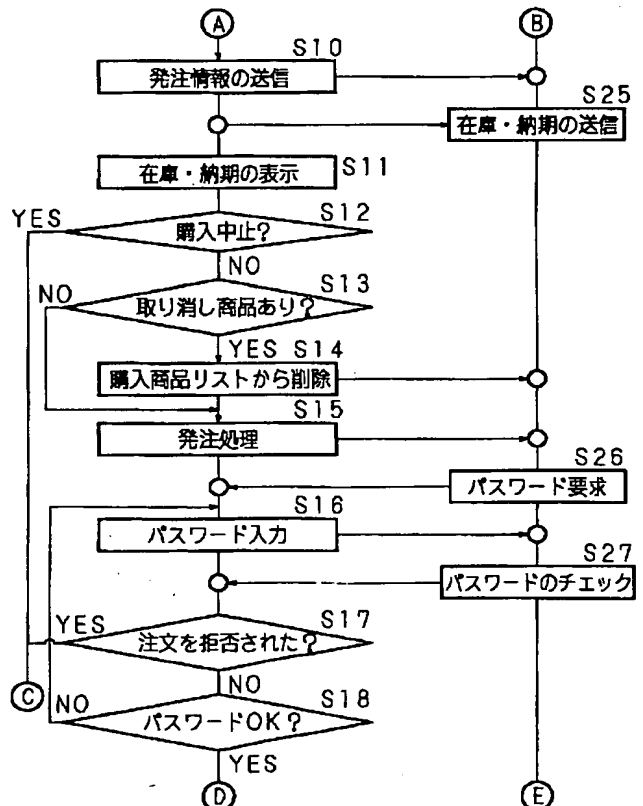 A B
S10
発注情報の送信
S25
在庫・納期の送信
在庫・納期の表示 S11
YES S12
購入中止?
NO
NO S13
取り消し商品あり?
YES S14
購入商品リストから削除
S15
発注処理
S26
パスワード要求
S16
パスワード入力
S27
パスワードのチェック
S17
YES 注文を拒否された?
C NO S18
NO パスワードOK?
YES
D E